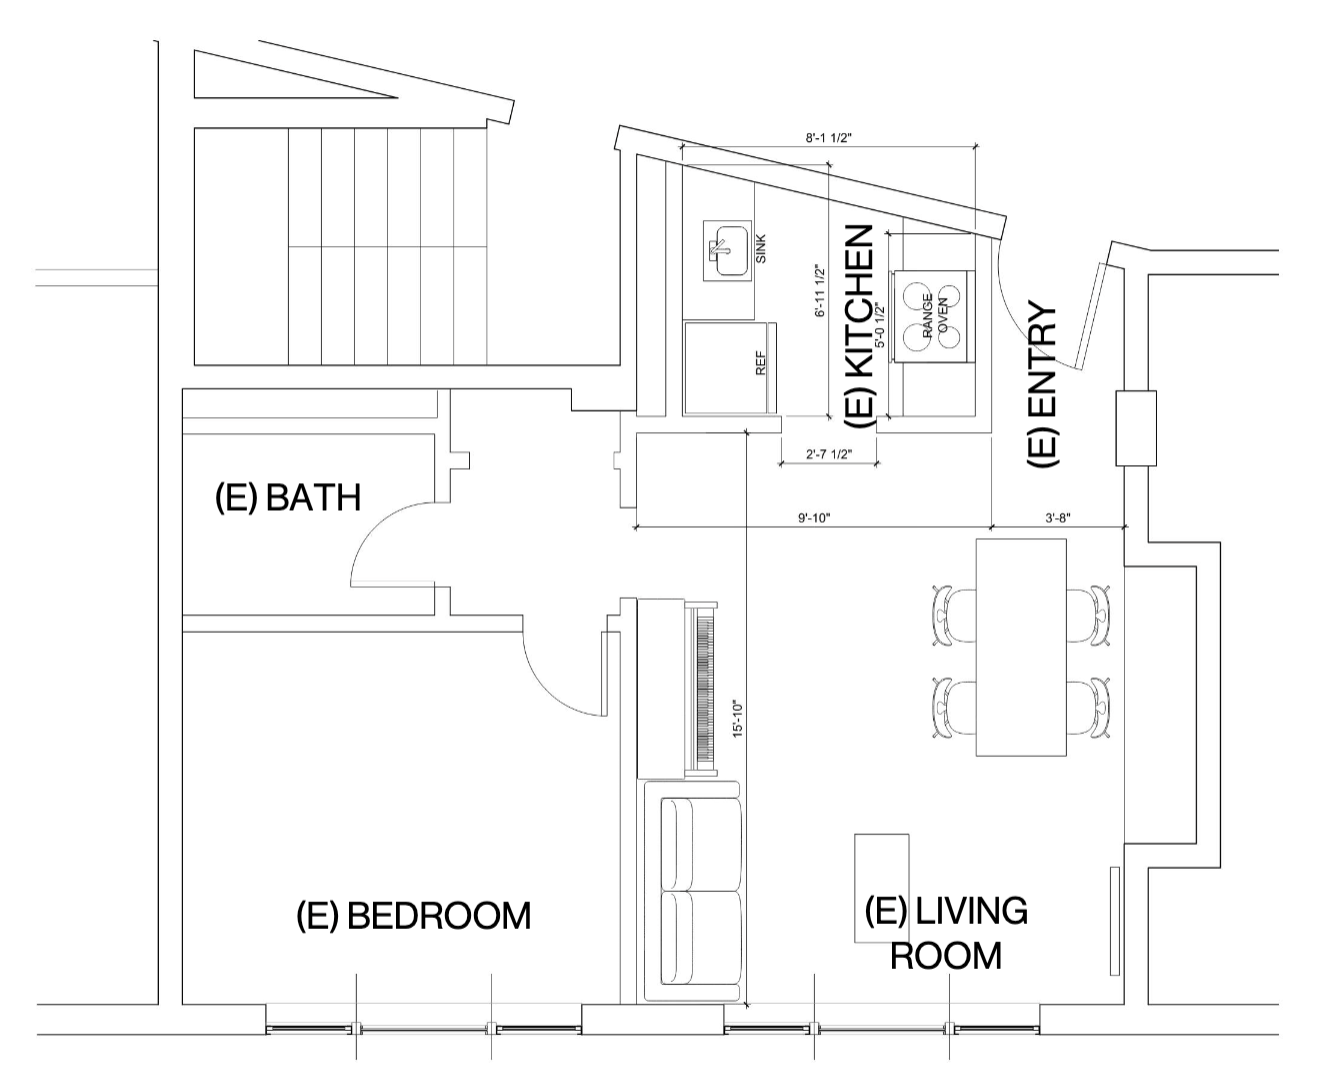 8'-1 1/2"
SINK
6'-11 1/2"
(E) KITCHEN
5'-0 1/2"
RANGE
OVEN
REF
(E) ENTRY
2'-7 1/2"
(E) BATH
9'-10"
3'-8"
15'-10"
(E) BEDROOM
(E) LIVING
ROOM